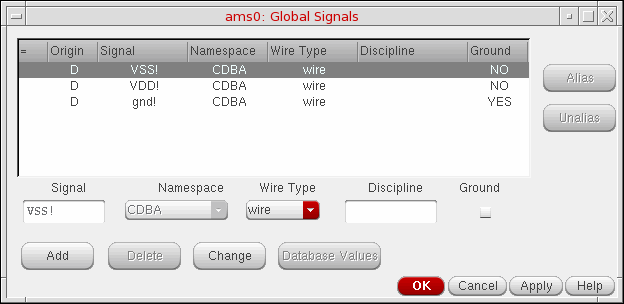 ams0: Global Signals
= Origin Signal Namespace Wire Type Discipline Ground
D VSS! CDBA wire NO
D VDD! CDBA wire NO
D gnd! CDBA wire YES
Alias
Unalias
Signal Namespace Wire Type Discipline Ground
VSS! CDBA wire
Add Delete Change Database Values
OK Cancel Apply Help